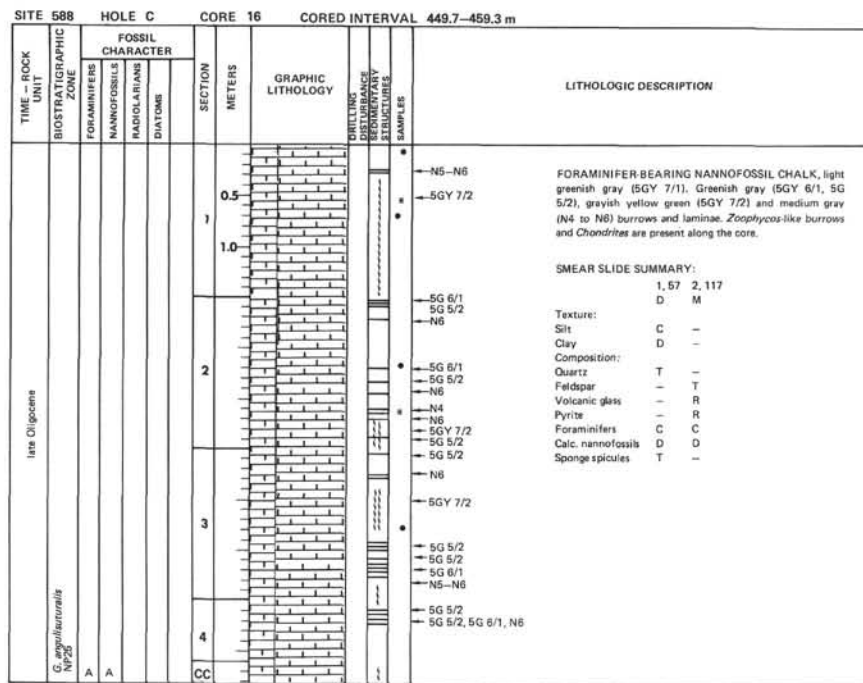 SITE 588 HOLE C CORE 16 CORED INTERVAL 449.7–459.3 m
TIME – ROCK UNIT
BIOSTRATIGRAPHIC ZONE
FOSSIL CHARACTER
FORAMINIFERS
NANNOFOSSILS
RADIOLARIANS
DIATOMS
SECTION
METERS
GRAPHIC LITHOLOGY
DRILLING DISTURBANCE
SEDIMENTARY STRUCTURES
SAMPLES
LITHOLOGIC DESCRIPTION
late Oligocene
G. angulisuturalis
NP25
A A
1
0.5
1.0
2
3
4
CC
N5–N6
5GY 7/2
5G 6/1
5G 5/2
N6
5G 6/1
5G 5/2
N6
N4
N6
5GY 7/2
5G 5/2
5G 5/2
N6
5GY 7/2
5G 5/2
5G 5/2
5G 6/1
N5–N6
5G 5/2
5G 5/2, 5G 6/1, N6
FORAMINIFER-BEARING NANNOFOSSIL CHALK, light
greenish gray (5GY 7/1). Greenish gray (5GY 6/1, 5G
5/2), grayish yellow green (5GY 7/2) and medium gray
(N4 to N6) burrows and laminae. Zoophycos-like burrows
and Chondrites are present along the core.
SMEAR SLIDE SUMMARY:
1, 57 2, 117
D M
Texture:
Silt C –
Clay D –
Composition:
Quartz T –
Feldspar – T
Volcanic glass – R
Pyrite – R
Foraminifers C C
Calc. nannofossils D D
Sponge spicules T –